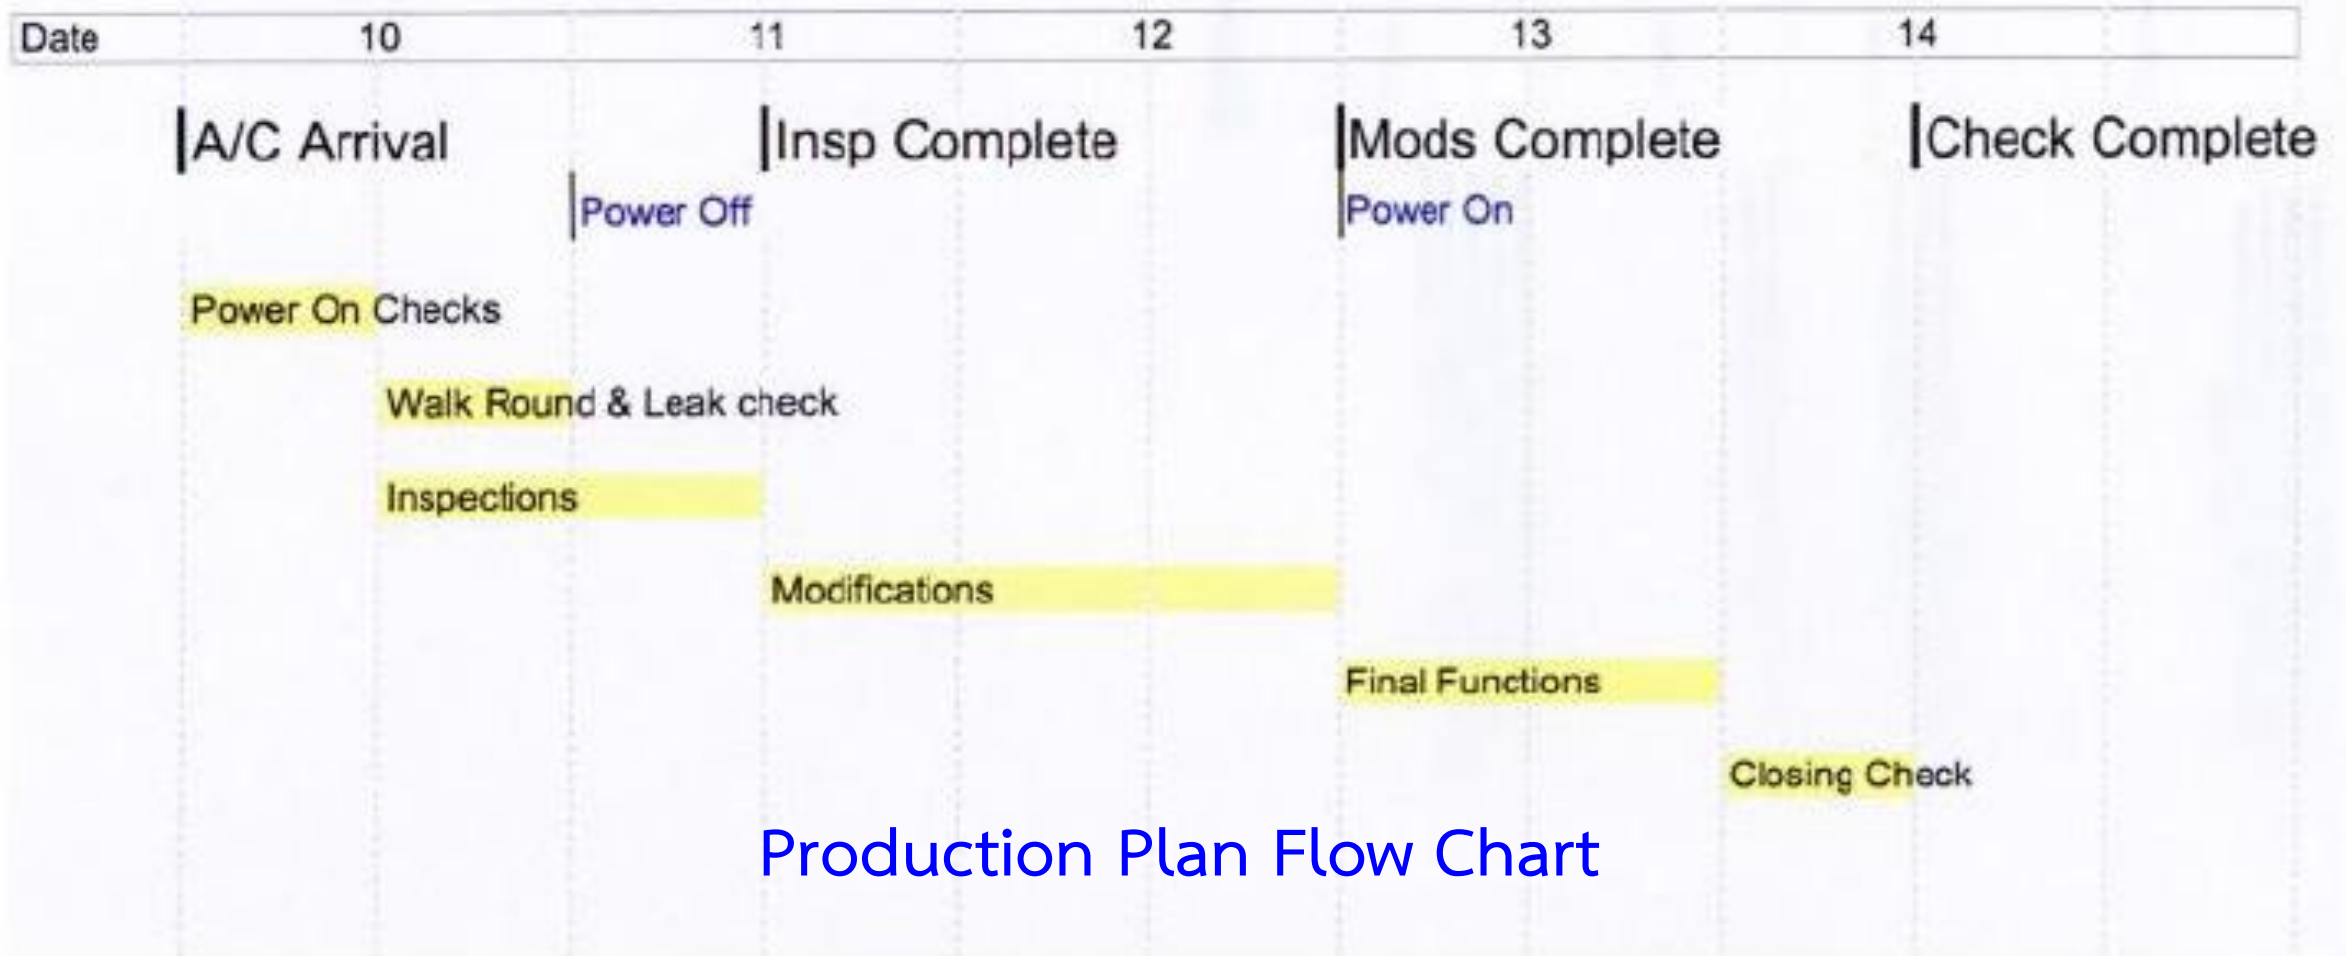 Date 10 11 12 13 14
A/C Arrival Insp Complete Mods Complete Check Complete
Power Off Power On
Power On Checks
Walk Round & Leak check
Inspections
Modifications
Final Functions
Closing Check
Production Plan Flow Chart